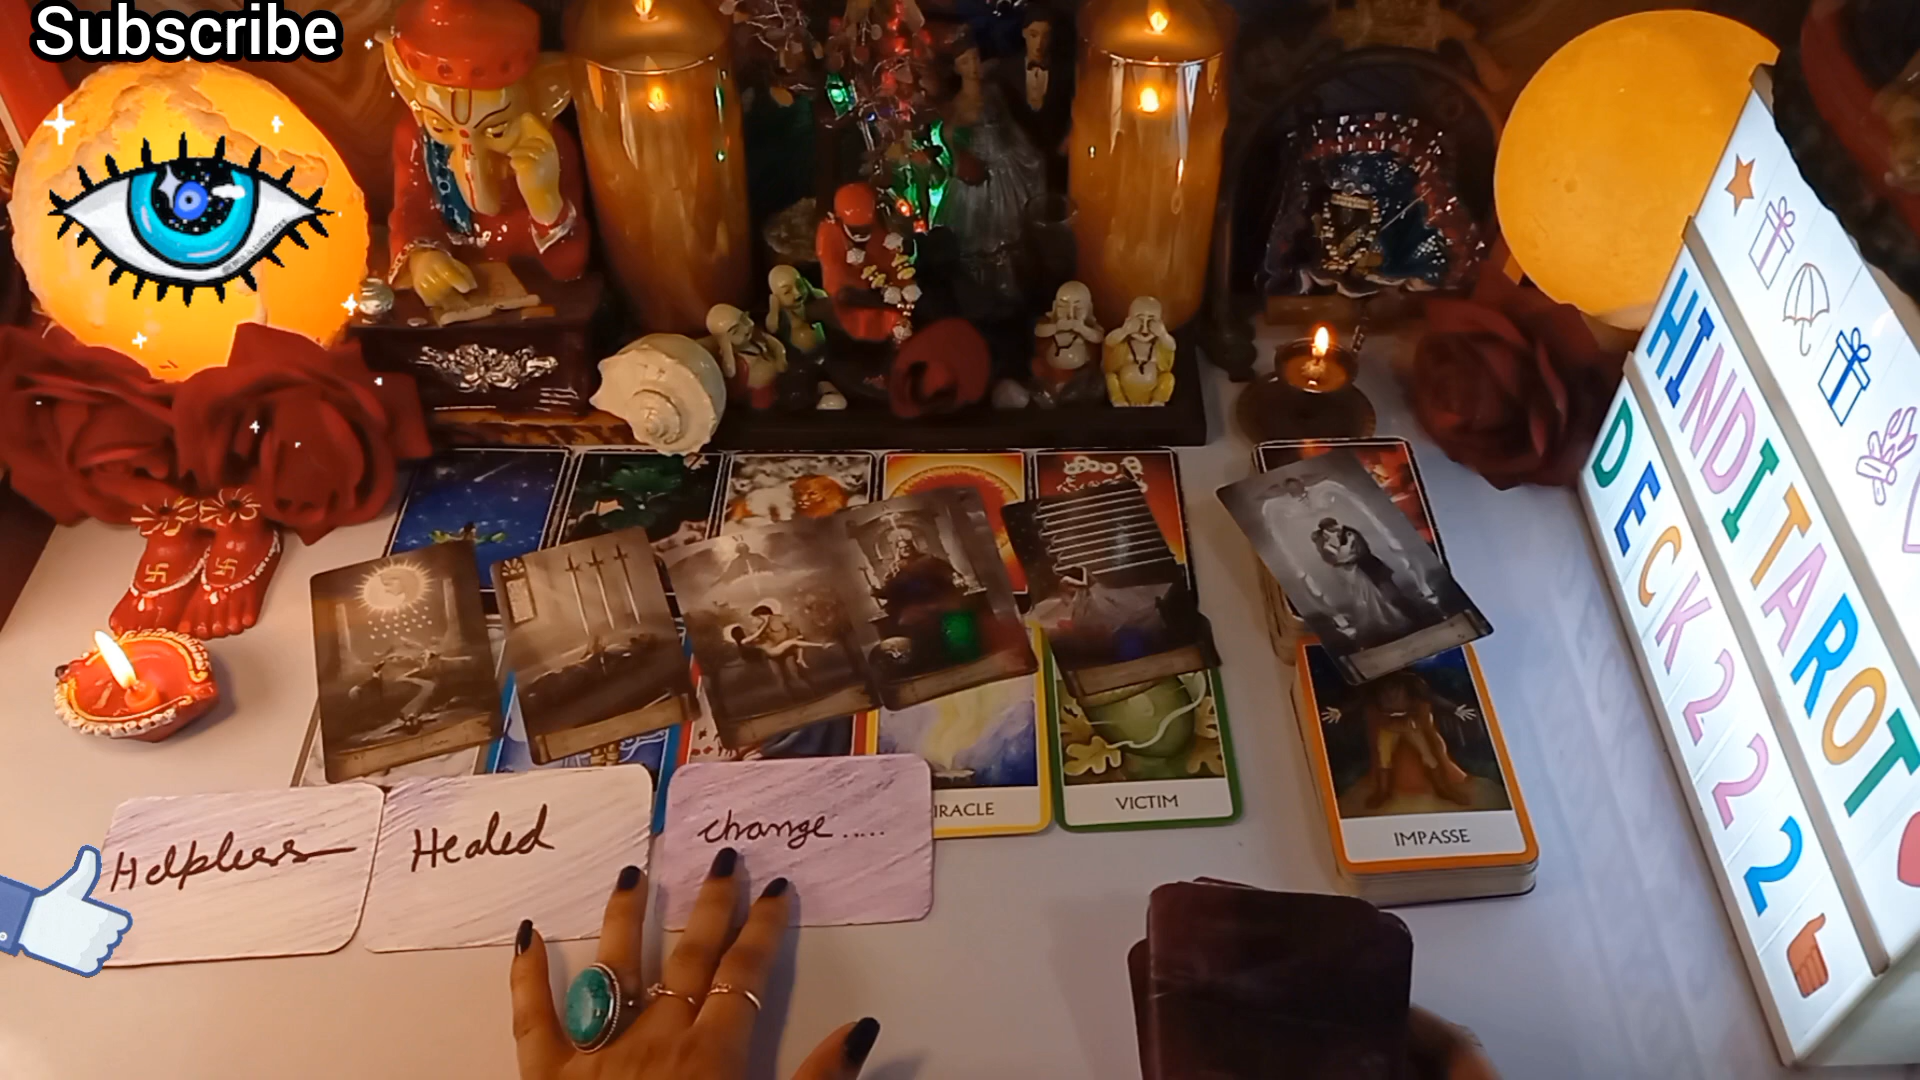 Subscribe
HINDI TAROT
DECK 222
Helpless
Healed
change.....
IRACLE
VICTIM
IMPASSE